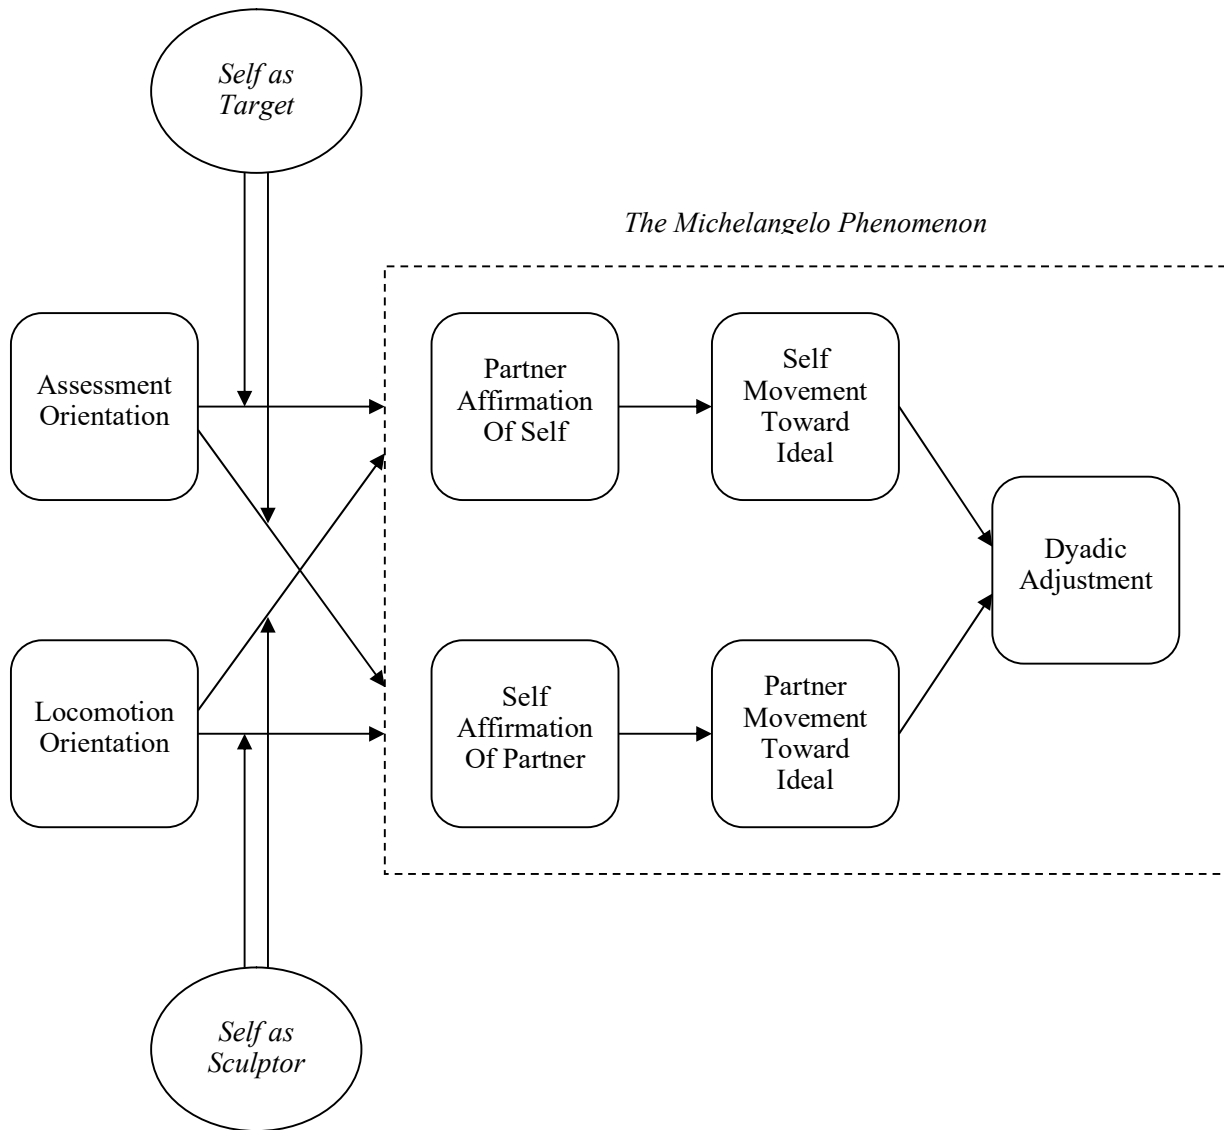 Self as
Target
The Michelangelo Phenomenon
Assessment
Orientation
Partner
Affirmation
Of Self
Self
Movement
Toward
Ideal
Dyadic
Adjustment
Locomotion
Orientation
Self
Affirmation
Of Partner
Partner
Movement
Toward
Ideal
Self as
Sculptor